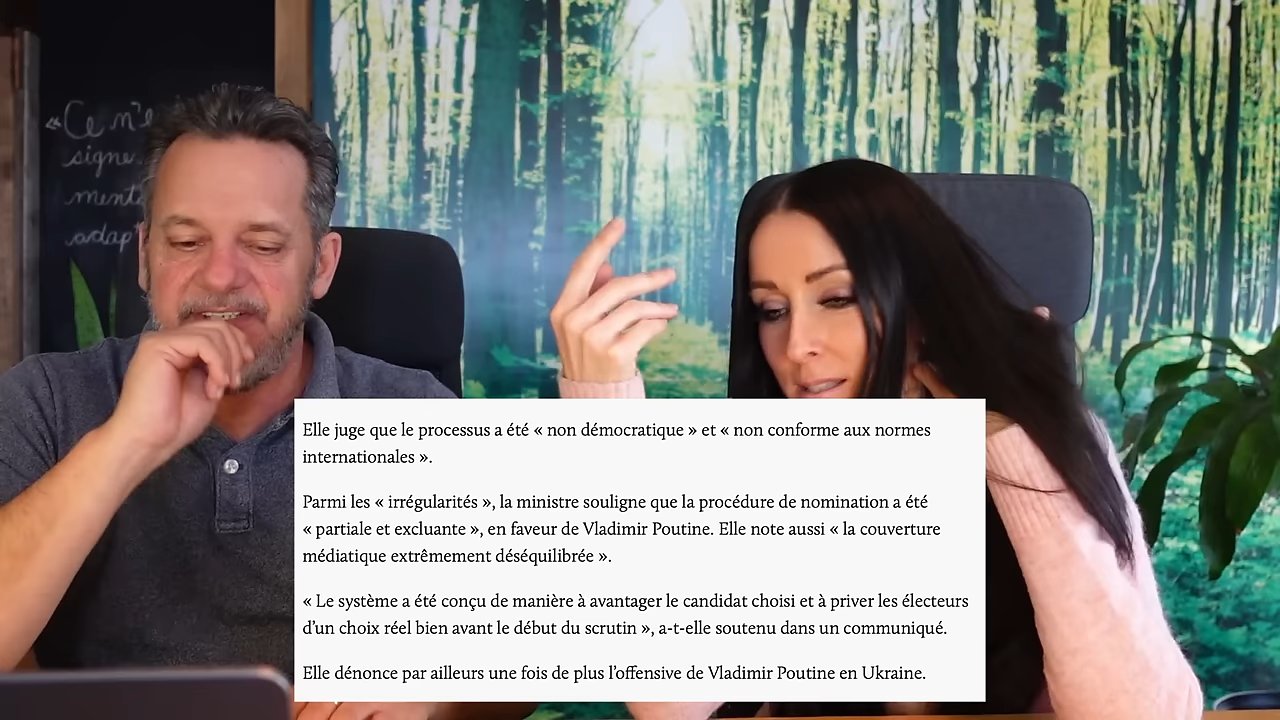 « Ce n'e
signe
menta
adapt
Elle juge que le processus a été « non démocratique » et « non conforme aux normes
internationales ».
Parmi les « irrégularités », la ministre souligne que la procédure de nomination a été
« partiale et excluante », en faveur de Vladimir Poutine. Elle note aussi « la couverture
médiatique extrêmement déséquilibrée ».
« Le système a été conçu de manière à avantager le candidat choisi et à priver les électeurs
d’un choix réel bien avant le début du scrutin », a-t-elle soutenu dans un communiqué.
Elle dénonce par ailleurs une fois de plus l’offensive de Vladimir Poutine en Ukraine.